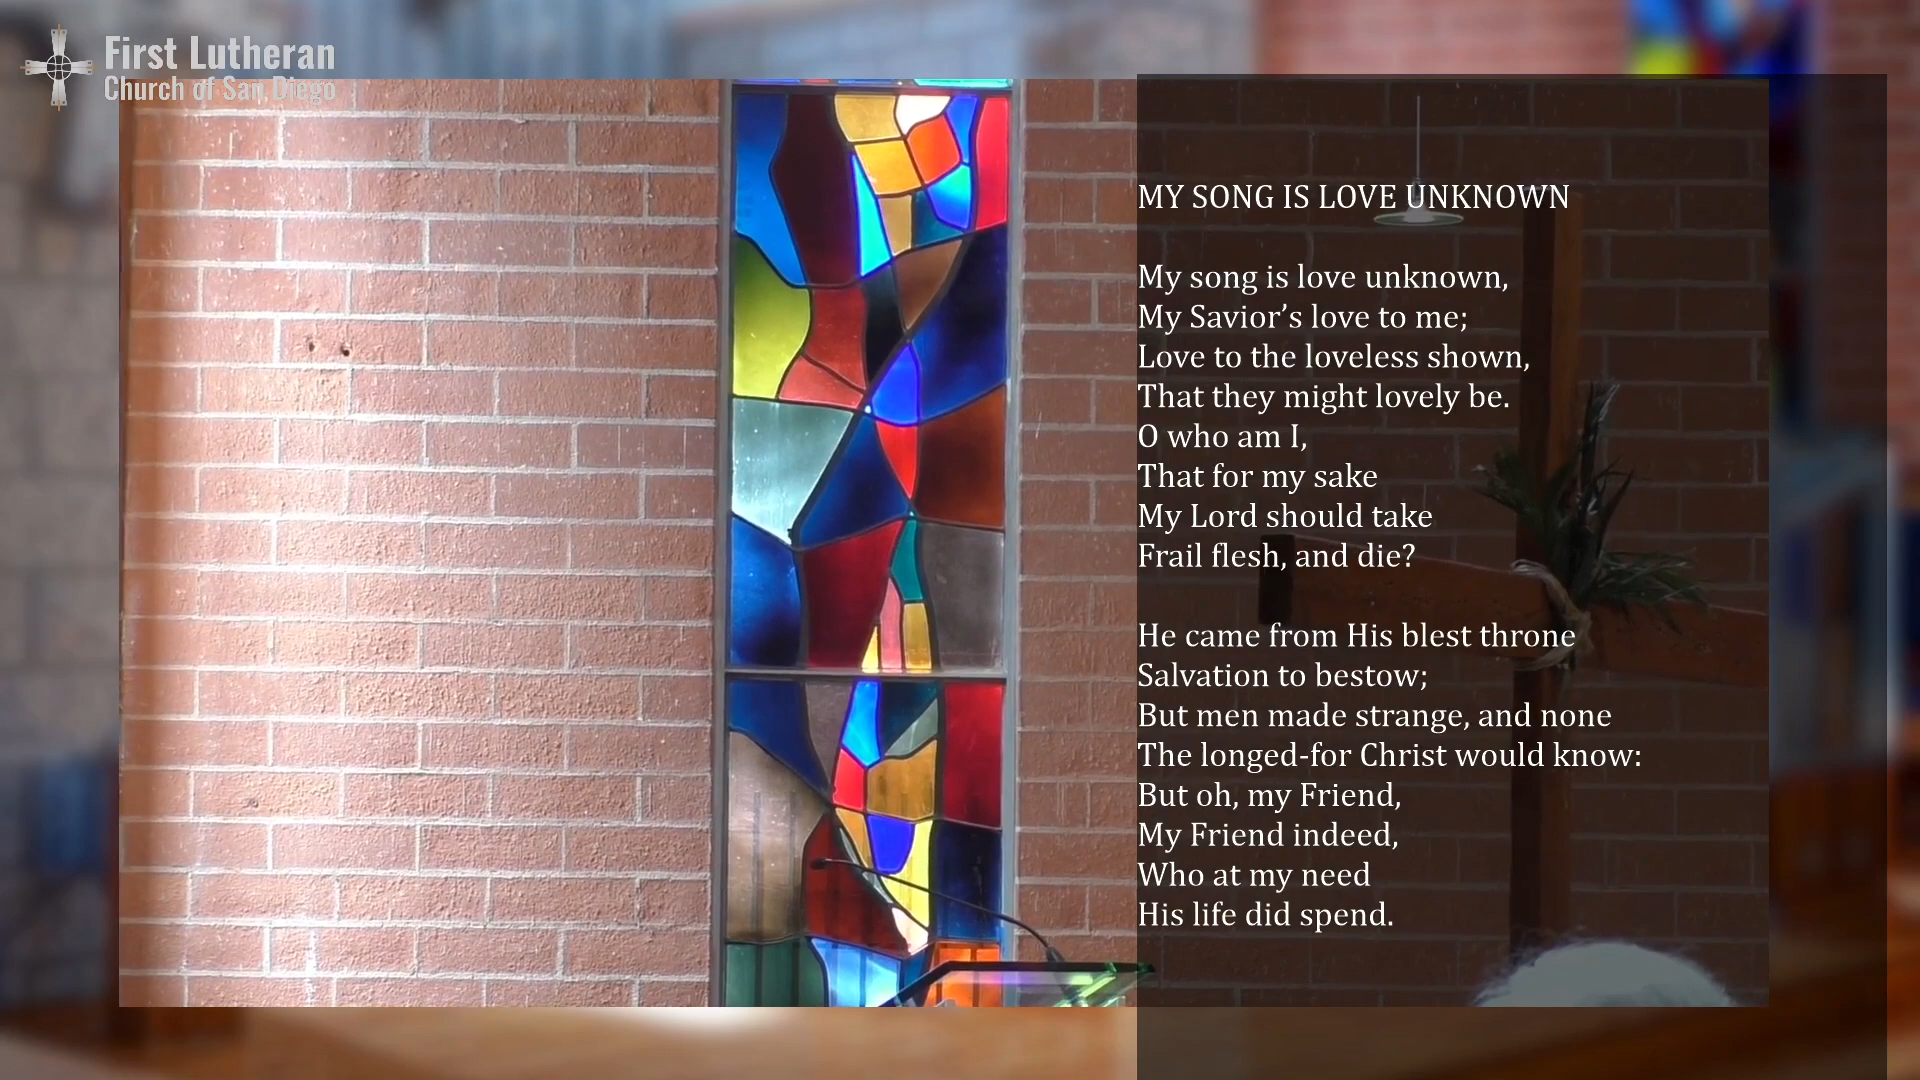 First Lutheran
Church of San Diego
MY SONG IS LOVE UNKNOWN
My song is love unknown,
My Savior’s love to me;
Love to the loveless shown,
That they might lovely be.
O who am I,
That for my sake
My Lord should take
Frail flesh, and die?
He came from His blest throne
Salvation to bestow;
But men made strange, and none
The longed-for Christ would know:
But oh, my Friend,
My Friend indeed,
Who at my need
His life did spend.